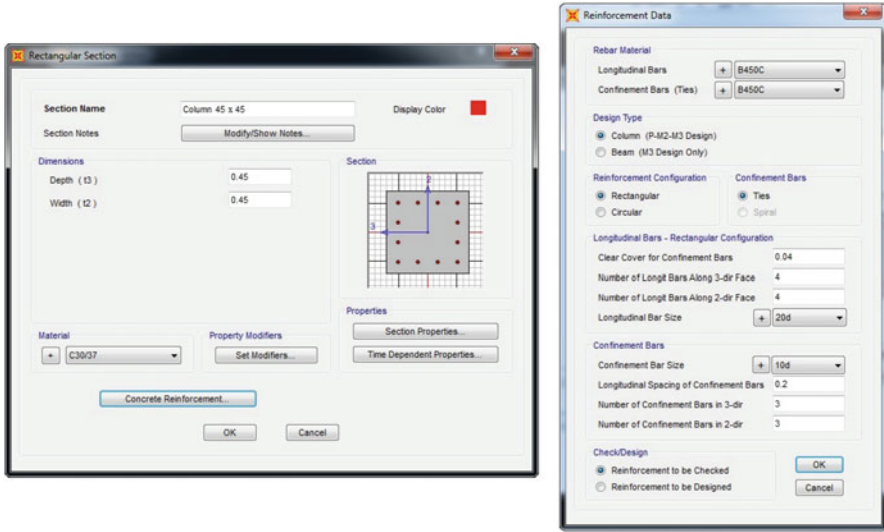 Rectangular Section
Section Name Column 45 x 45 Display Color
Section Notes Modify/Show Notes...
Dimensions
Depth ( t3 ) 0.45
Width ( t2 ) 0.45
Section
2
3
Properties
Section Properties...
Time Dependent Properties...
Material
+ C30/37
Property Modifiers
Set Modifiers...
Concrete Reinforcement...
OK Cancel
Reinforcement Data
Rebar Material
Longitudinal Bars + B450C
Confinement Bars (Ties) + B450C
Design Type
Column (P-M2-M3 Design)
Beam (M3 Design Only)
Reinforcement Configuration
Rectangular
Circular
Confinement Bars
Ties
Spiral
Longitudinal Bars - Rectangular Configuration
Clear Cover for Confinement Bars 0.04
Number of Longit Bars Along 3-dir Face 4
Number of Longit Bars Along 2-dir Face 4
Longitudinal Bar Size + 20d
Confinement Bars
Confinement Bar Size + 10d
Longitudinal Spacing of Confinement Bars 0.2
Number of Confinement Bars in 3-dir 3
Number of Confinement Bars in 2-dir 3
Check/Design
Reinforcement to be Checked
Reinforcement to be Designed
OK
Cancel